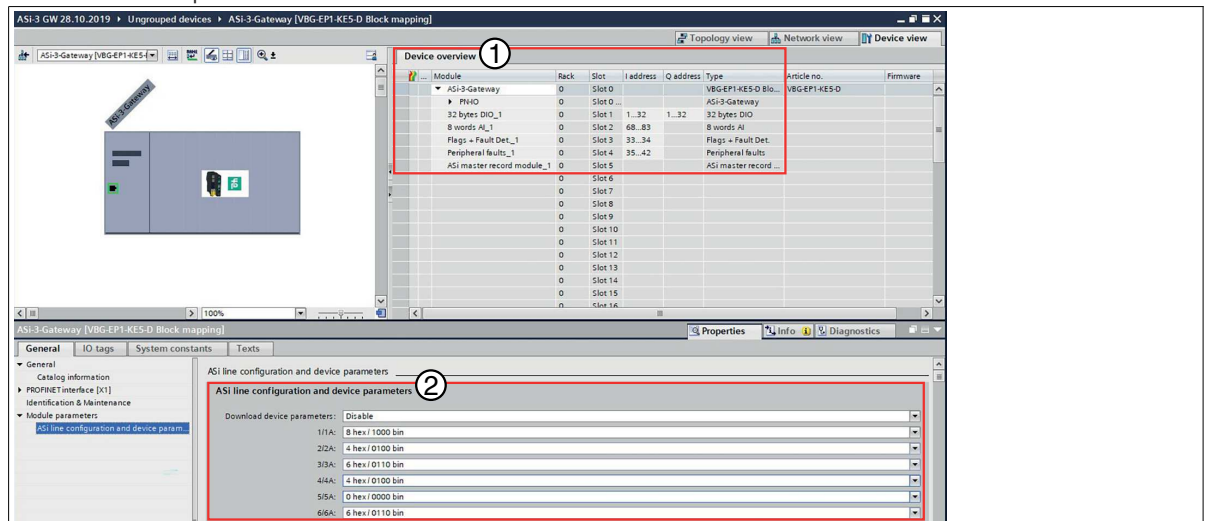 ASi-3 GW 28.10.2019 ▸ Ungrouped devices ▸ ASi-3-Gateway [VBG-EP1-KE5-D Block mapping]
Topology view Network view Device view
ASi-3-Gateway [VBG-EP1-KE5-
Device overview 1
... Module Rack Slot I address Q address Type Article no. Firmware
ASi-3-Gateway 0 Slot 0 VBG-EP1-KE5-D Blo... VBG-EP1-KE5-D
PN-IO 0 Slot 0 ... ASi-3-Gateway
32 bytes DIO_1 0 Slot 1 1...32 1...32 32 bytes DIO
8 words AI_1 0 Slot 2 68...83 8 words AI
Flags + Fault Det._1 0 Slot 3 33...34 Flags + Fault Det.
Peripheral faults_1 0 Slot 4 35...42 Peripheral faults
ASi master record module_1 0 Slot 5 ASi master record ...
0 Slot 6
0 Slot 7
0 Slot 8
0 Slot 9
0 Slot 10
0 Slot 11
0 Slot 12
0 Slot 13
0 Slot 14
0 Slot 15
0 Slot 16
ASi-3-Gateway
100%
ASi-3-Gateway [VBG-EP1-KE5-D Block mapping]
Properties Info Diagnostics
General IO tags System constants Texts
General
Catalog information
PROFINET interface [X1]
Identification & Maintenance
Module parameters
ASi line configuration and device param...
ASi line configuration and device parameters
ASi line configuration and device parameters 2
Download device parameters: Disable
1/1A: 8 hex / 1000 bin
2/2A: 4 hex / 0100 bin
3/3A: 6 hex / 0110 bin
4/4A: 4 hex / 0100 bin
5/5A: 0 hex / 0000 bin
6/6A: 6 hex / 0110 bin